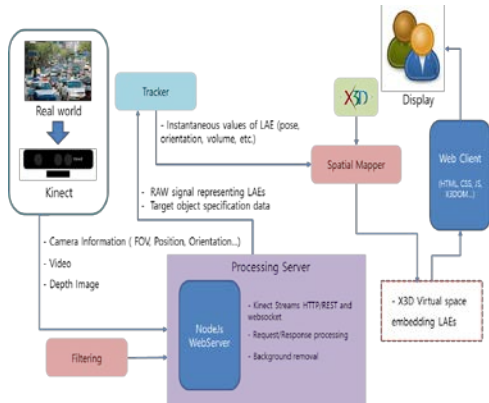 Real world
Kinect
Tracker
- Instantaneous values of LAE (pose,
orientation, volume, etc.)
- RAW signal representing LAEs
- Target object specification data
X3D
Spatial Mapper
Display
Web Client
(HTML, CSS, JS,
X3DOM...)
- Camera Information ( FOV, Position, Orientation...)
- Video
- Depth Image
Filtering
Processing Server
NodeJs
WebServer
- Kinect Streams HTTP/REST and
websocket
- Request/Response processing
- Background removal
- X3D Virtual space
embedding LAEs